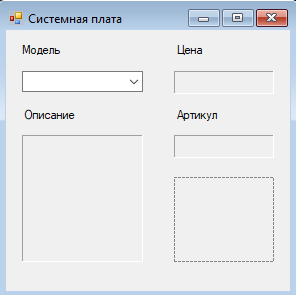 Системная плата
Модель
Цена
Описание
Артикул